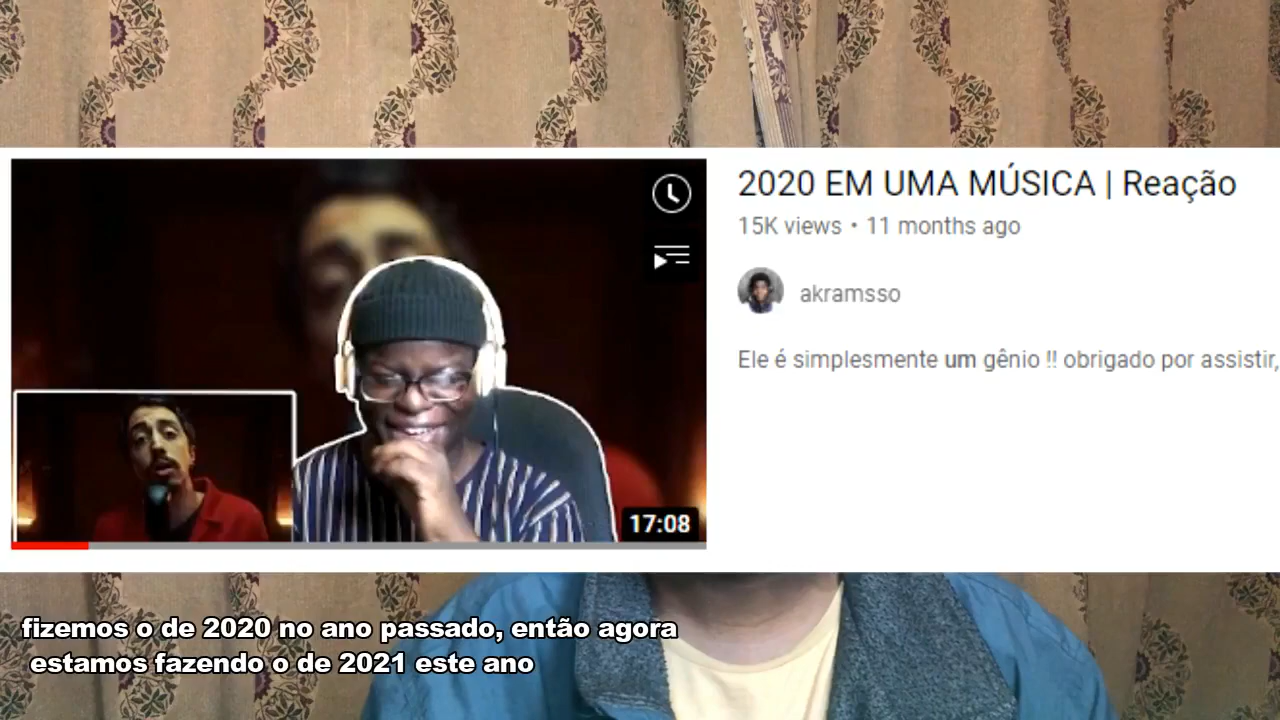 2020 EM UMA MÚSICA | Reação
15K views • 11 months ago
akramsso
Ele é simplesmente um gênio !! obrigado por assistir,
17:08
fizemos o de 2020 no ano passado, então agora
estamos fazendo o de 2021 este ano